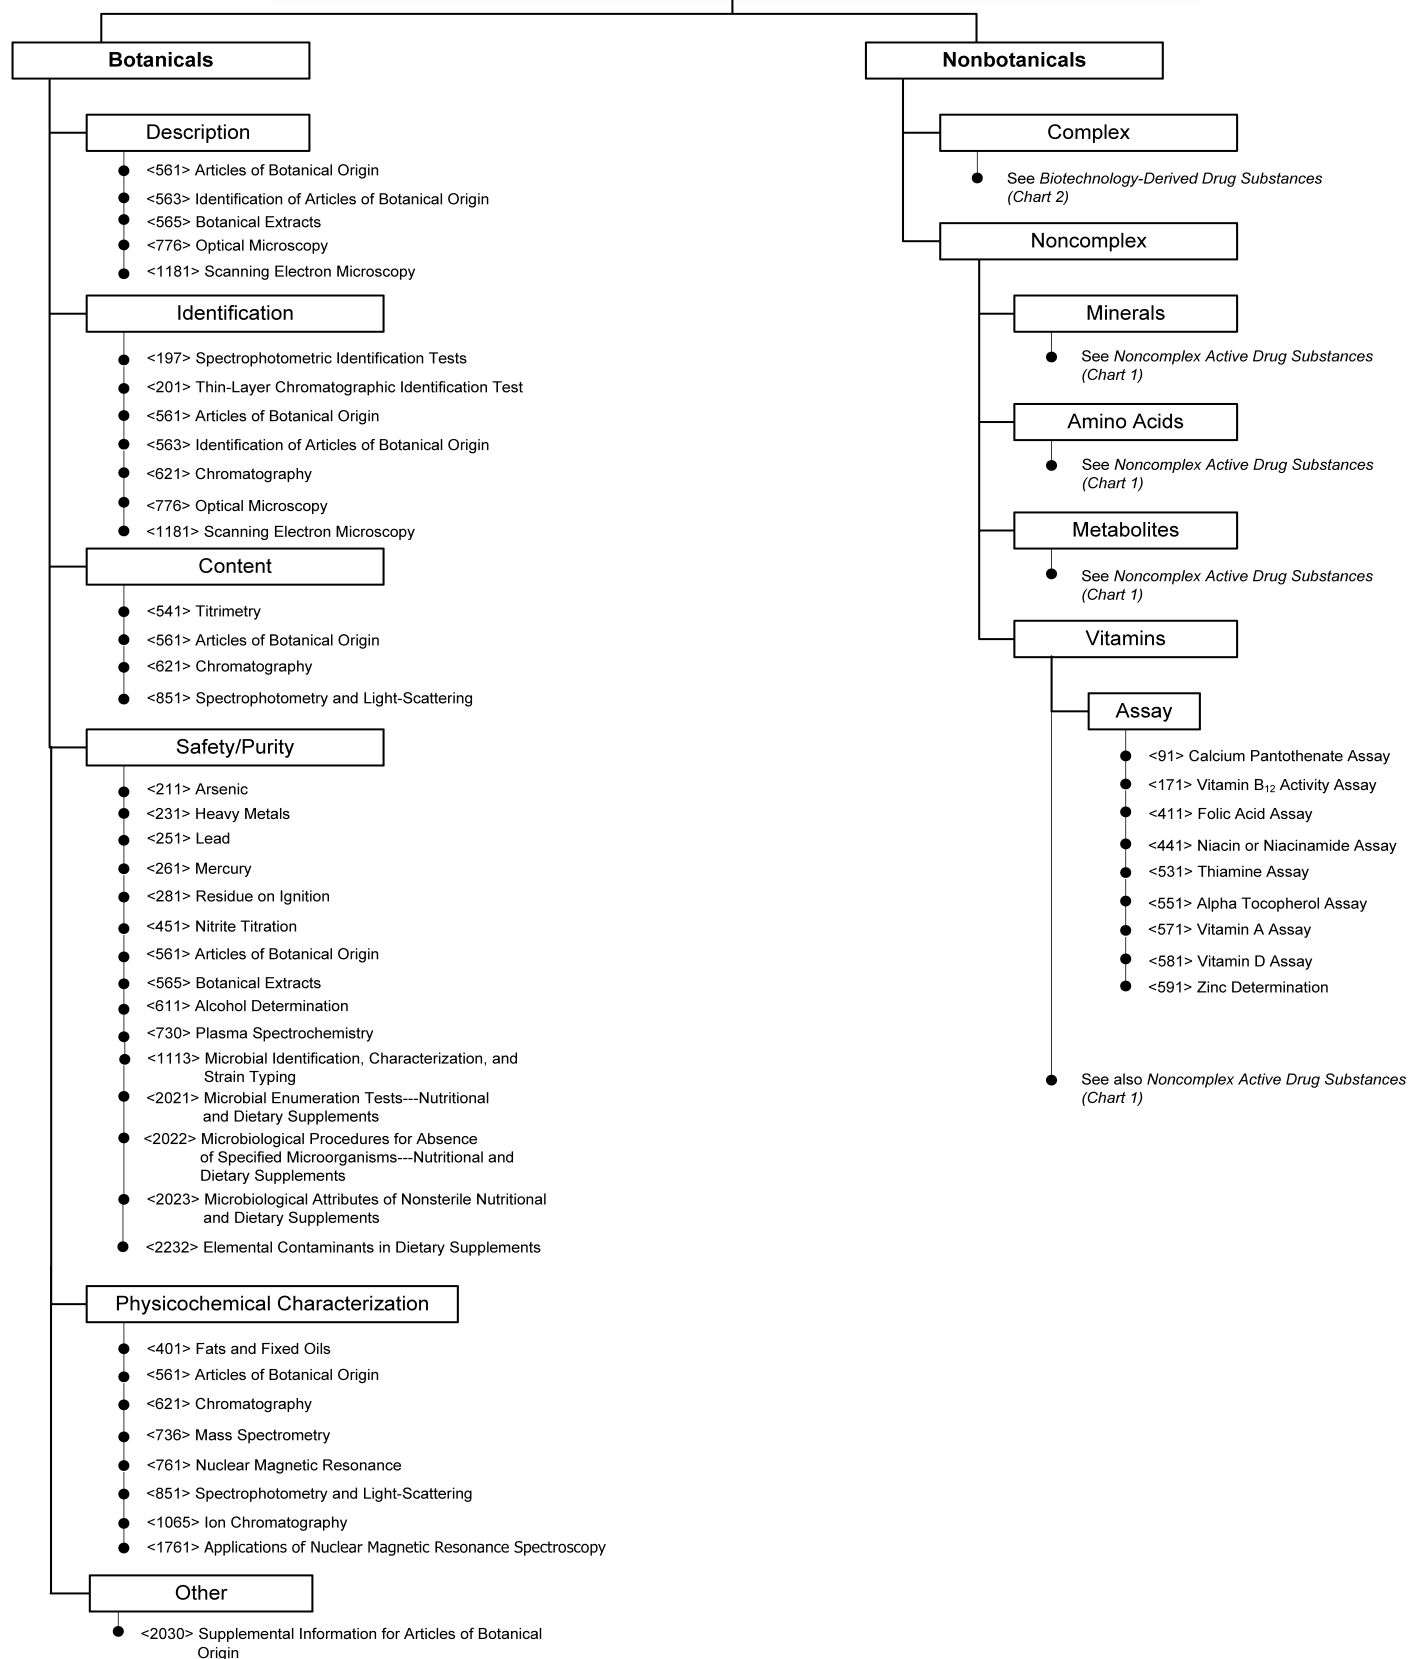 Botanicals
Description
<561> Articles of Botanical Origin
<563> Identification of Articles of Botanical Origin
<565> Botanical Extracts
<776> Optical Microscopy
<1181> Scanning Electron Microscopy
Identification
<197> Spectrophotometric Identification Tests
<201> Thin-Layer Chromatographic Identification Test
<561> Articles of Botanical Origin
<563> Identification of Articles of Botanical Origin
<621> Chromatography
<776> Optical Microscopy
<1181> Scanning Electron Microscopy
Content
<541> Titrimetry
<561> Articles of Botanical Origin
<621> Chromatography
<851> Spectrophotometry and Light-Scattering
Safety/Purity
<211> Arsenic
<231> Heavy Metals
<251> Lead
<261> Mercury
<281> Residue on Ignition
<451> Nitrite Titration
<561> Articles of Botanical Origin
<565> Botanical Extracts
<611> Alcohol Determination
<730> Plasma Spectrochemistry
<1113> Microbial Identification, Characterization, and
Strain Typing
<2021> Microbial Enumeration Tests---Nutritional
and Dietary Supplements
<2022> Microbiological Procedures for Absence
of Specified Microorganisms---Nutritional and
Dietary Supplements
<2023> Microbiological Attributes of Nonsterile Nutritional
and Dietary Supplements
<2232> Elemental Contaminants in Dietary Supplements
Physicochemical Characterization
<401> Fats and Fixed Oils
<561> Articles of Botanical Origin
<621> Chromatography
<736> Mass Spectrometry
<761> Nuclear Magnetic Resonance
<851> Spectrophotometry and Light-Scattering
<1065> Ion Chromatography
<1761> Applications of Nuclear Magnetic Resonance Spectroscopy
Other
<2030> Supplemental Information for Articles of Botanical
Origin
Nonbotanicals
Complex
See Biotechnology-Derived Drug Substances
(Chart 2)
Noncomplex
Minerals
See Noncomplex Active Drug Substances
(Chart 1)
Amino Acids
See Noncomplex Active Drug Substances
(Chart 1)
Metabolites
See Noncomplex Active Drug Substances
(Chart 1)
Vitamins
Assay
<91> Calcium Pantothenate Assay
<171> Vitamin B₁₂ Activity Assay
<411> Folic Acid Assay
<441> Niacin or Niacinamide Assay
<531> Thiamine Assay
<551> Alpha Tocopherol Assay
<571> Vitamin A Assay
<581> Vitamin D Assay
<591> Zinc Determination
See also Noncomplex Active Drug Substances
(Chart 1)